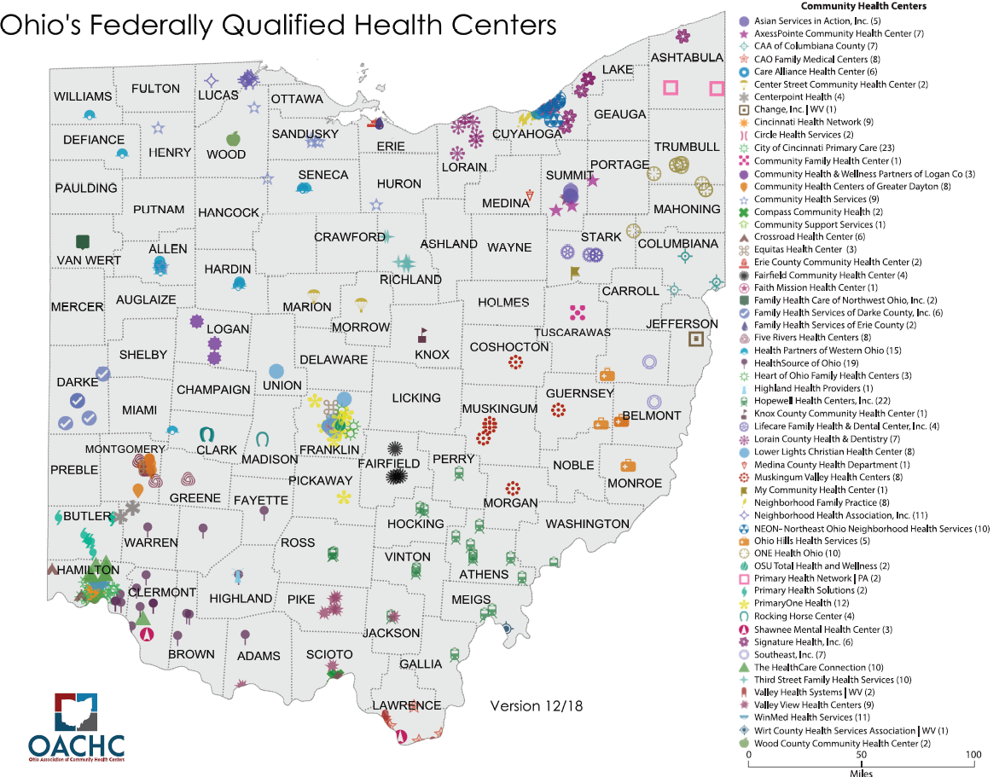 Ohio's Federally Qualified Health Centers
WILLIAMS
FULTON
LUCAS
OTTAWA
LAKE
ASHTABULA
DEFIANCE
HENRY
WOOD
SANDUSKY
ERIE
LORAIN
CUYAHOGA
GEAUGA
TRUMBULL
PAULDING
PUTNAM
HANCOCK
SENECA
HURON
MEDINA
SUMMIT
PORTAGE
MAHONING
VAN WERT
ALLEN
HARDIN
CRAWFORD
RICHLAND
ASHLAND
WAYNE
STARK
COLUMBIANA
MERCER
AUGLAIZE
MARION
MORROW
HOLMES
CARROLL
JEFFERSON
LOGAN
SHELBY
DELAWARE
KNOX
COSHOCTON
TUSCARAWAS
DARKE
MIAMI
CHAMPAIGN
UNION
LICKING
MUSKINGUM
GUERNSEY
BELMONT
MONTGOMERY
CLARK
MADISON
FRANKLIN
FAIRFIELD
PERRY
NOBLE
MONROE
PREBLE
GREENE
FAYETTE
PICKAWAY
MORGAN
BUTLER
WARREN
ROSS
HOCKING
VINTON
ATHENS
WASHINGTON
HAMILTON
CLERMONT
HIGHLAND
PIKE
JACKSON
MEIGS
BROWN
ADAMS
SCIOTO
GALLIA
LAWRENCE
Version 12/18
OACHC
Ohio Association of Community Health Centers
Community Health Centers
Asian Services in Action, Inc. (5)
AxessPointe Community Health Center (7)
CAA of Columbiana County (7)
CAO Family Medical Centers (8)
Care Alliance Health Center (6)
Center Street Community Health Center (2)
Centerpoint Health (4)
Change, Inc. | WV (1)
Cincinnati Health Network (9)
Circle Health Services (2)
City of Cincinnati Primary Care (23)
Community Family Health Center (1)
Community Health & Wellness Partners of Logan Co (3)
Community Health Centers of Greater Dayton (8)
Community Health Services (9)
Compass Community Health (2)
Community Support Services (1)
Crossroad Health Center (6)
Equitas Health Center (3)
Erie County Community Health Center (2)
Fairfield Community Health Center (4)
Faith Mission Health Center (1)
Family Health Care of Northwest Ohio, Inc. (2)
Family Health Services of Darke County, Inc. (6)
Family Health Services of Erie County (2)
Five Rivers Health Centers (8)
Health Partners of Western Ohio (15)
HealthSource of Ohio (19)
Heart of Ohio Family Health Centers (3)
Highland Health Providers (1)
Hopewell Health Centers, Inc. (22)
Knox County Community Health Center (1)
Lifecare Family Health & Dental Center, Inc. (4)
Lorain County Health & Dentistry (7)
Lower Lights Christian Health Center (8)
Medina County Health Department (1)
Muskingum Valley Health Centers (8)
My Community Health Center (1)
Neighborhood Family Practice (8)
Neighborhood Health Association, Inc. (11)
NEON–Northeast Ohio Neighborhood Health Services (10)
Ohio Hills Health Services (5)
ONE Health Ohio (10)
OSU Total Health and Wellness (2)
Primary Health Network | PA (2)
Primary Health Solutions (2)
PrimaryOne Health (12)
Rocking Horse Center (4)
Shawnee Mental Health Center (3)
Signature Health, Inc. (6)
Southeast, Inc. (7)
The HealthCare Connection (10)
Third Street Family Health Services (10)
Valley Health Systems | WV (2)
Valley View Health Centers (9)
WinMed Health Services (11)
Wirt County Health Services Association | WV (1)
Wood County Community Health Center (2)
0 50 100
Miles